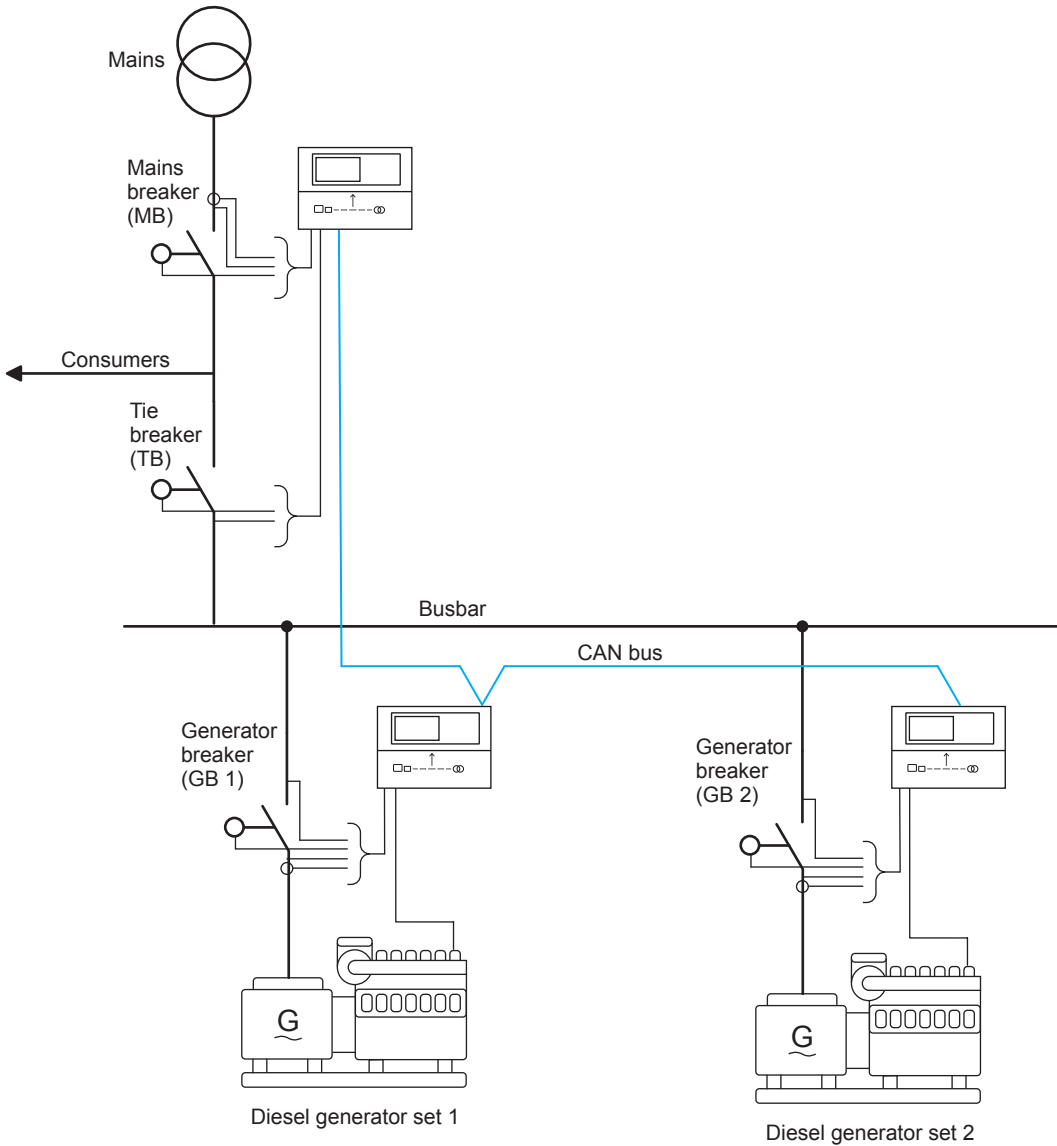 Mains
Mains
breaker
(MB)
Consumers
Tie
breaker
(TB)
Busbar
CAN bus
Generator
breaker
(GB 1)
Generator
breaker
(GB 2)
G
G
Diesel generator set 1
Diesel generator set 2